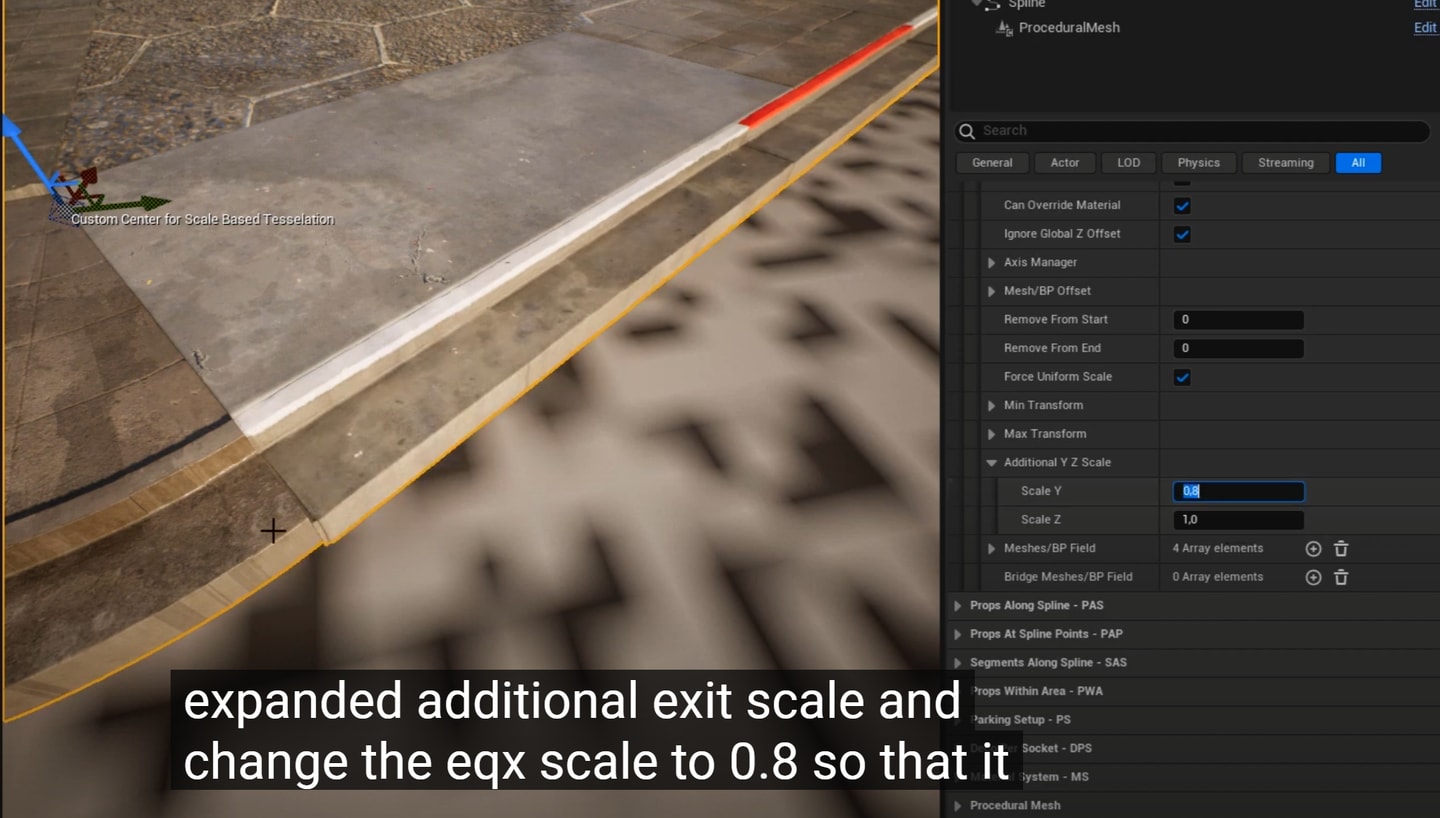 Spline
Edit
ProceduralMesh
Edit
Search
General
Actor
LOD
Physics
Streaming
All
Can Override Material
Ignore Global Z Offset
Axis Manager
Mesh/BP Offset
Remove From Start
0
Remove From End
0
Force Uniform Scale
Min Transform
Max Transform
Additional Y Z Scale
Scale Y
0,8
Scale Z
1,0
Meshes/BP Field
4 Array elements
Bridge Meshes/BP Field
0 Array elements
Props Along Spline - PAS
Props At Spline Points - PAP
Segments Along Spline - SAS
Props Within Area - PWA
Parking Setup - PS
Socket - DPS
System - MS
Procedural Mesh
Custom Center for Scale Based Tesselation
expanded additional exit scale and
change the eqx scale to 0.8 so that it